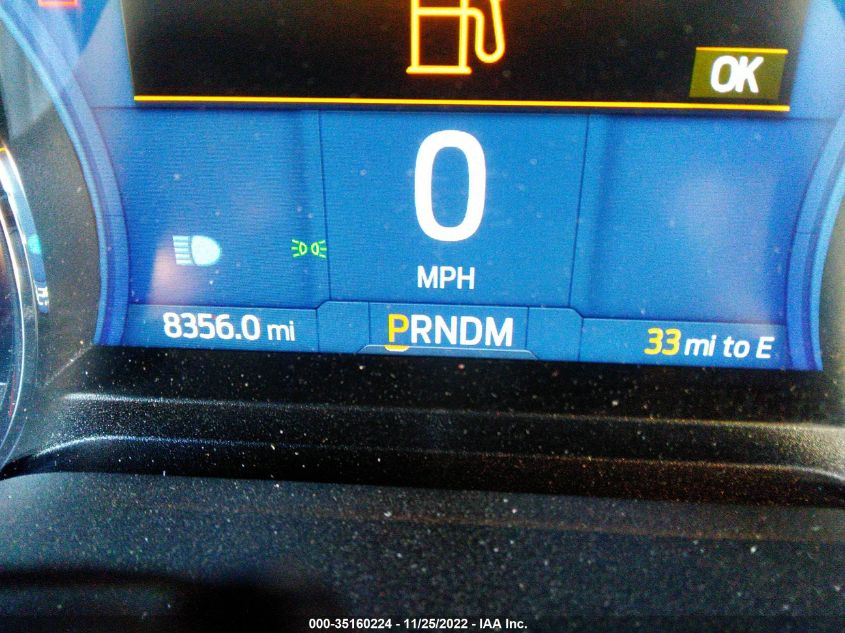 OK
0
MPH
8356.0 mi
PRNDM
33 mi to E
000-35160224 - 11/25/2022 - IAA Inc.